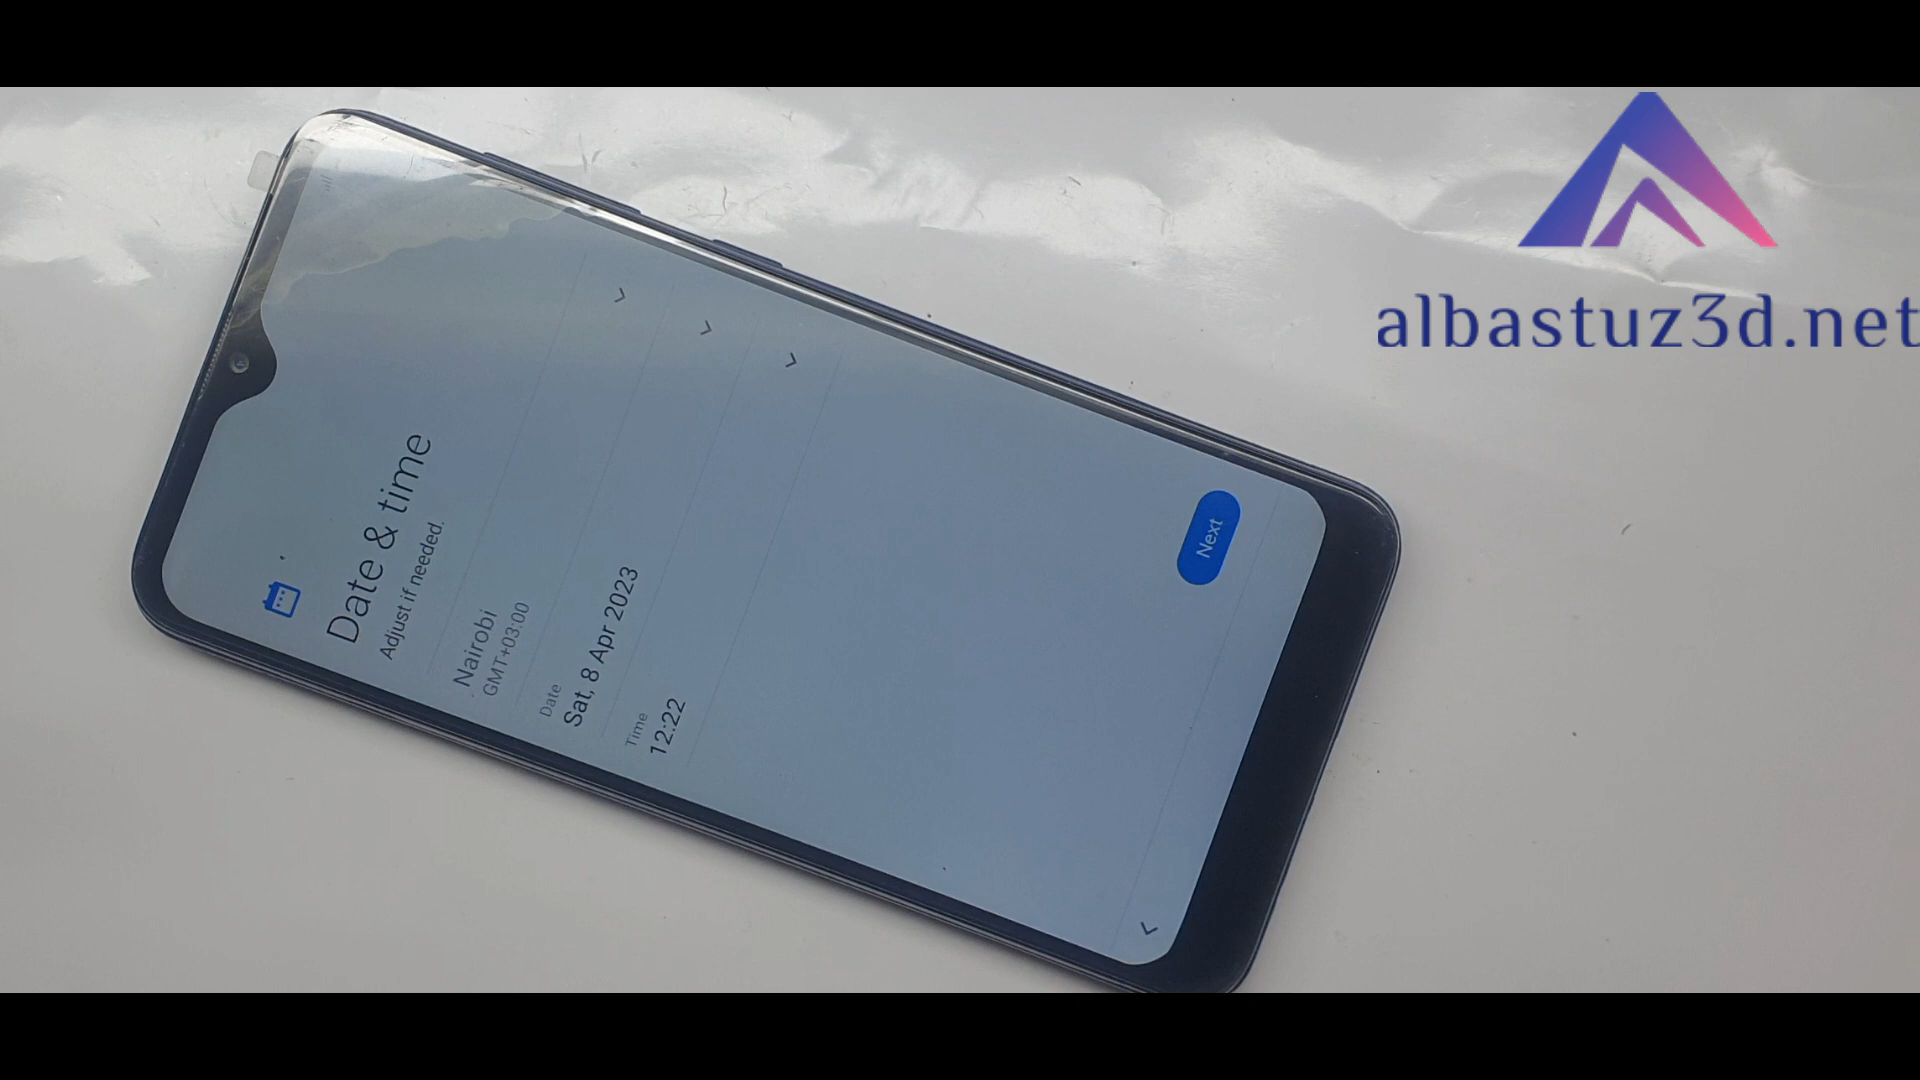 Date & time
Adjust if needed.
Nairobi
GMT+03:00
Date
Sat, 8 Apr 2023
Time
12:22
Next
albastuz3d.net